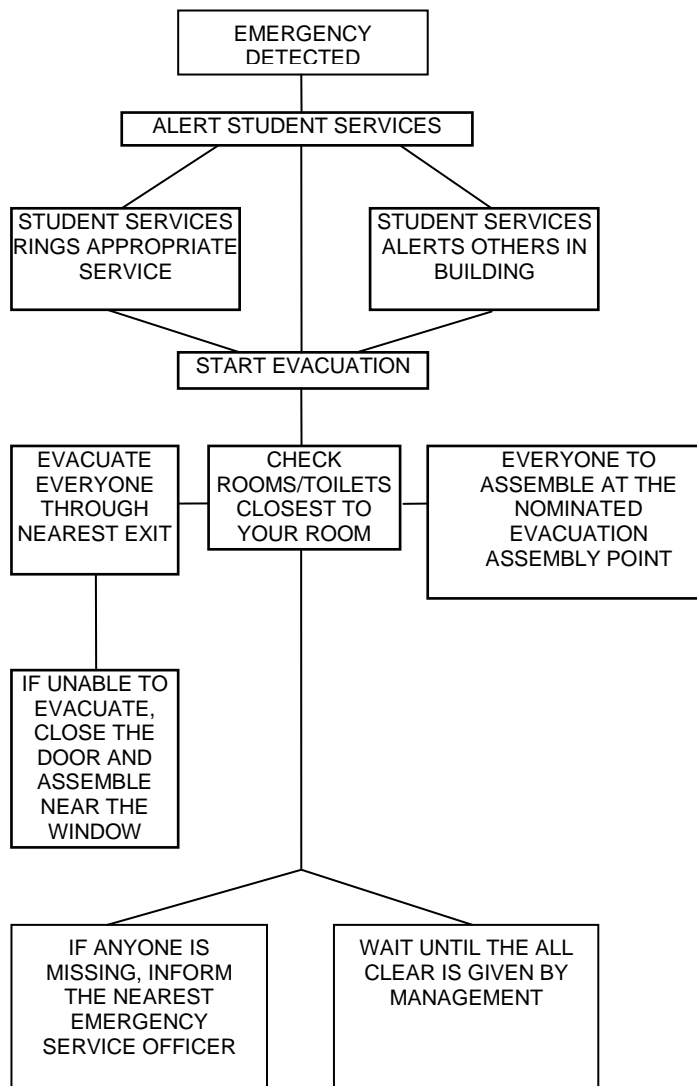 EMERGENCY
DETECTED
ALERT STUDENT SERVICES
STUDENT SERVICES
RINGS APPROPRIATE
SERVICE
STUDENT SERVICES
ALERTS OTHERS IN
BUILDING
START EVACUATION
EVACUATE
EVERYONE
THROUGH
NEAREST EXIT
CHECK
ROOMS/TOILETS
CLOSEST TO
YOUR ROOM
EVERYONE TO
ASSEMBLE AT THE
NOMINATED
EVACUATION
ASSEMBLY POINT
IF UNABLE TO
EVACUATE,
CLOSE THE
DOOR AND
ASSEMBLE
NEAR THE
WINDOW
IF ANYONE IS
MISSING, INFORM
THE NEAREST
EMERGENCY
SERVICE OFFICER
WAIT UNTIL THE ALL
CLEAR IS GIVEN BY
MANAGEMENT